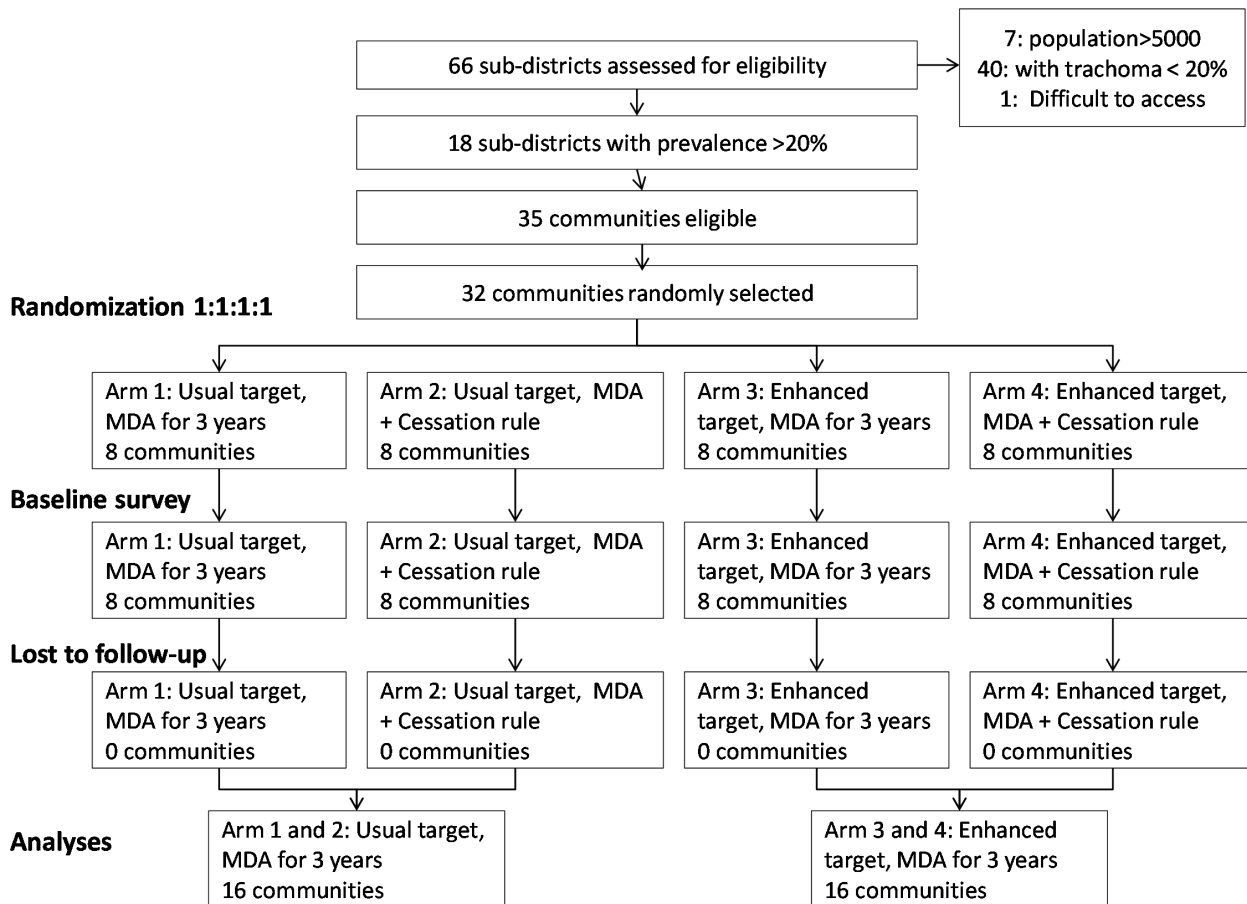 66 sub-districts assessed for eligibility
7: population>5000
40: with trachoma < 20%
1: Difficult to access
18 sub-districts with prevalence >20%
35 communities eligible
32 communities randomly selected
Randomization 1:1:1:1
Arm 1: Usual target,
MDA for 3 years
8 communities
Arm 2: Usual target, MDA
+ Cessation rule
8 communities
Arm 3: Enhanced
target, MDA for 3 years
8 communities
Arm 4: Enhanced target,
MDA + Cessation rule
8 communities
Baseline survey
Arm 1: Usual target,
MDA for 3 years
8 communities
Arm 2: Usual target, MDA
+ Cessation rule
8 communities
Arm 3: Enhanced
target, MDA for 3 years
8 communities
Arm 4: Enhanced target,
MDA + Cessation rule
8 communities
Lost to follow-up
Arm 1: Usual target,
MDA for 3 years
0 communities
Arm 2: Usual target, MDA
+ Cessation rule
0 communities
Arm 3: Enhanced
target, MDA for 3 years
0 communities
Arm 4: Enhanced target,
MDA + Cessation rule
0 communities
Analyses
Arm 1 and 2: Usual target,
MDA for 3 years
16 communities
Arm 3 and 4: Enhanced
target, MDA for 3 years
16 communities